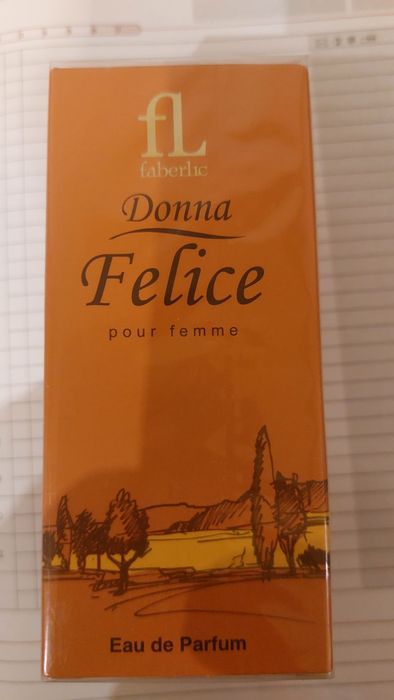 fL
faberlic
Donna
Felice
pour femme
Eau de Parfum